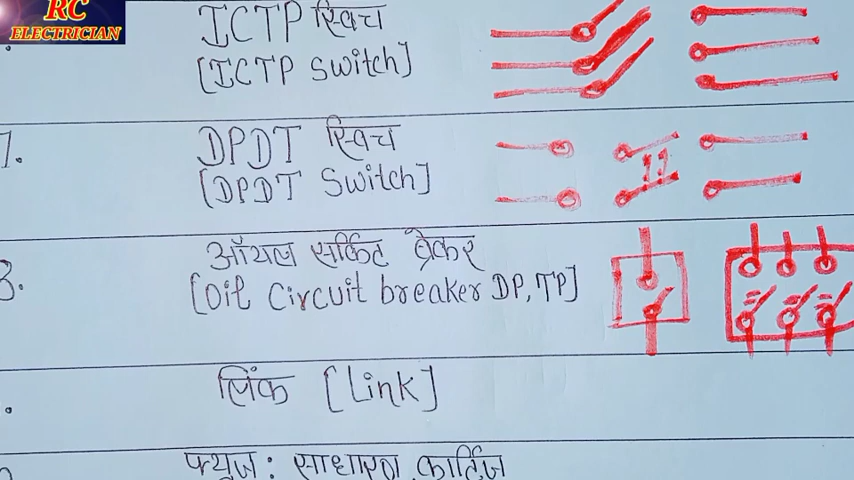 RC
ELECTRICIAN
ICTP स्विच
[ICTP Switch]
7.
DPDT स्विच
[DPDT Switch]
8.
ऑयल सर्किट ब्रेकर
[Oil Circuit breaker DP, TP]
लिंक [Link]
फ्यूज : साधारण, कार्टिज